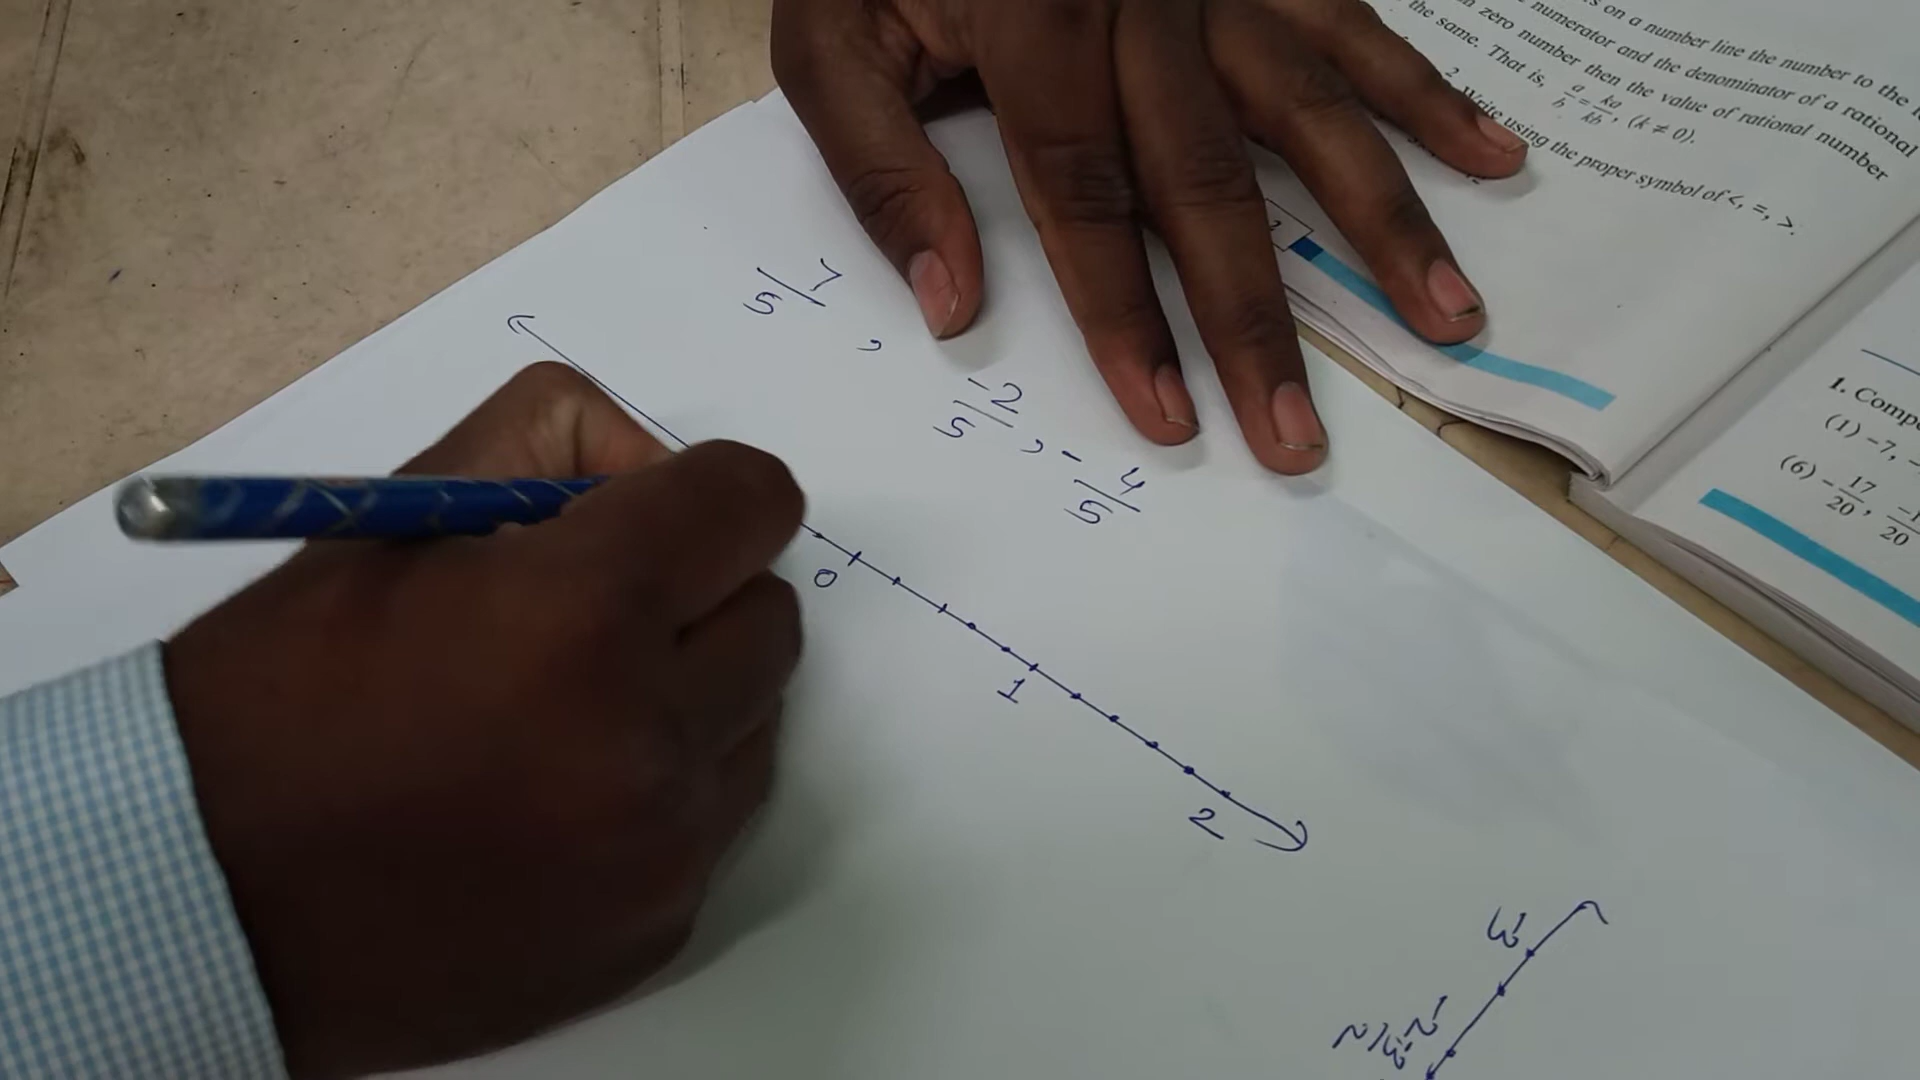 7/5 , -2/5 , -4/5
0 1 2
3
on a number line the number to the
numerator and the denominator of a rational
zero number then the value of rational number
the same. That is, a/b = ka/kb, (k ≠ 0).
Write using the proper symbol of <, =, >.
1. Comp
(1) -7, -
(6) -17/20, -1
20